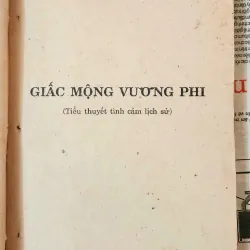 GIẤC MỘNG VƯƠNG PHI
(Tiểu thuyết tình cảm lịch sử)